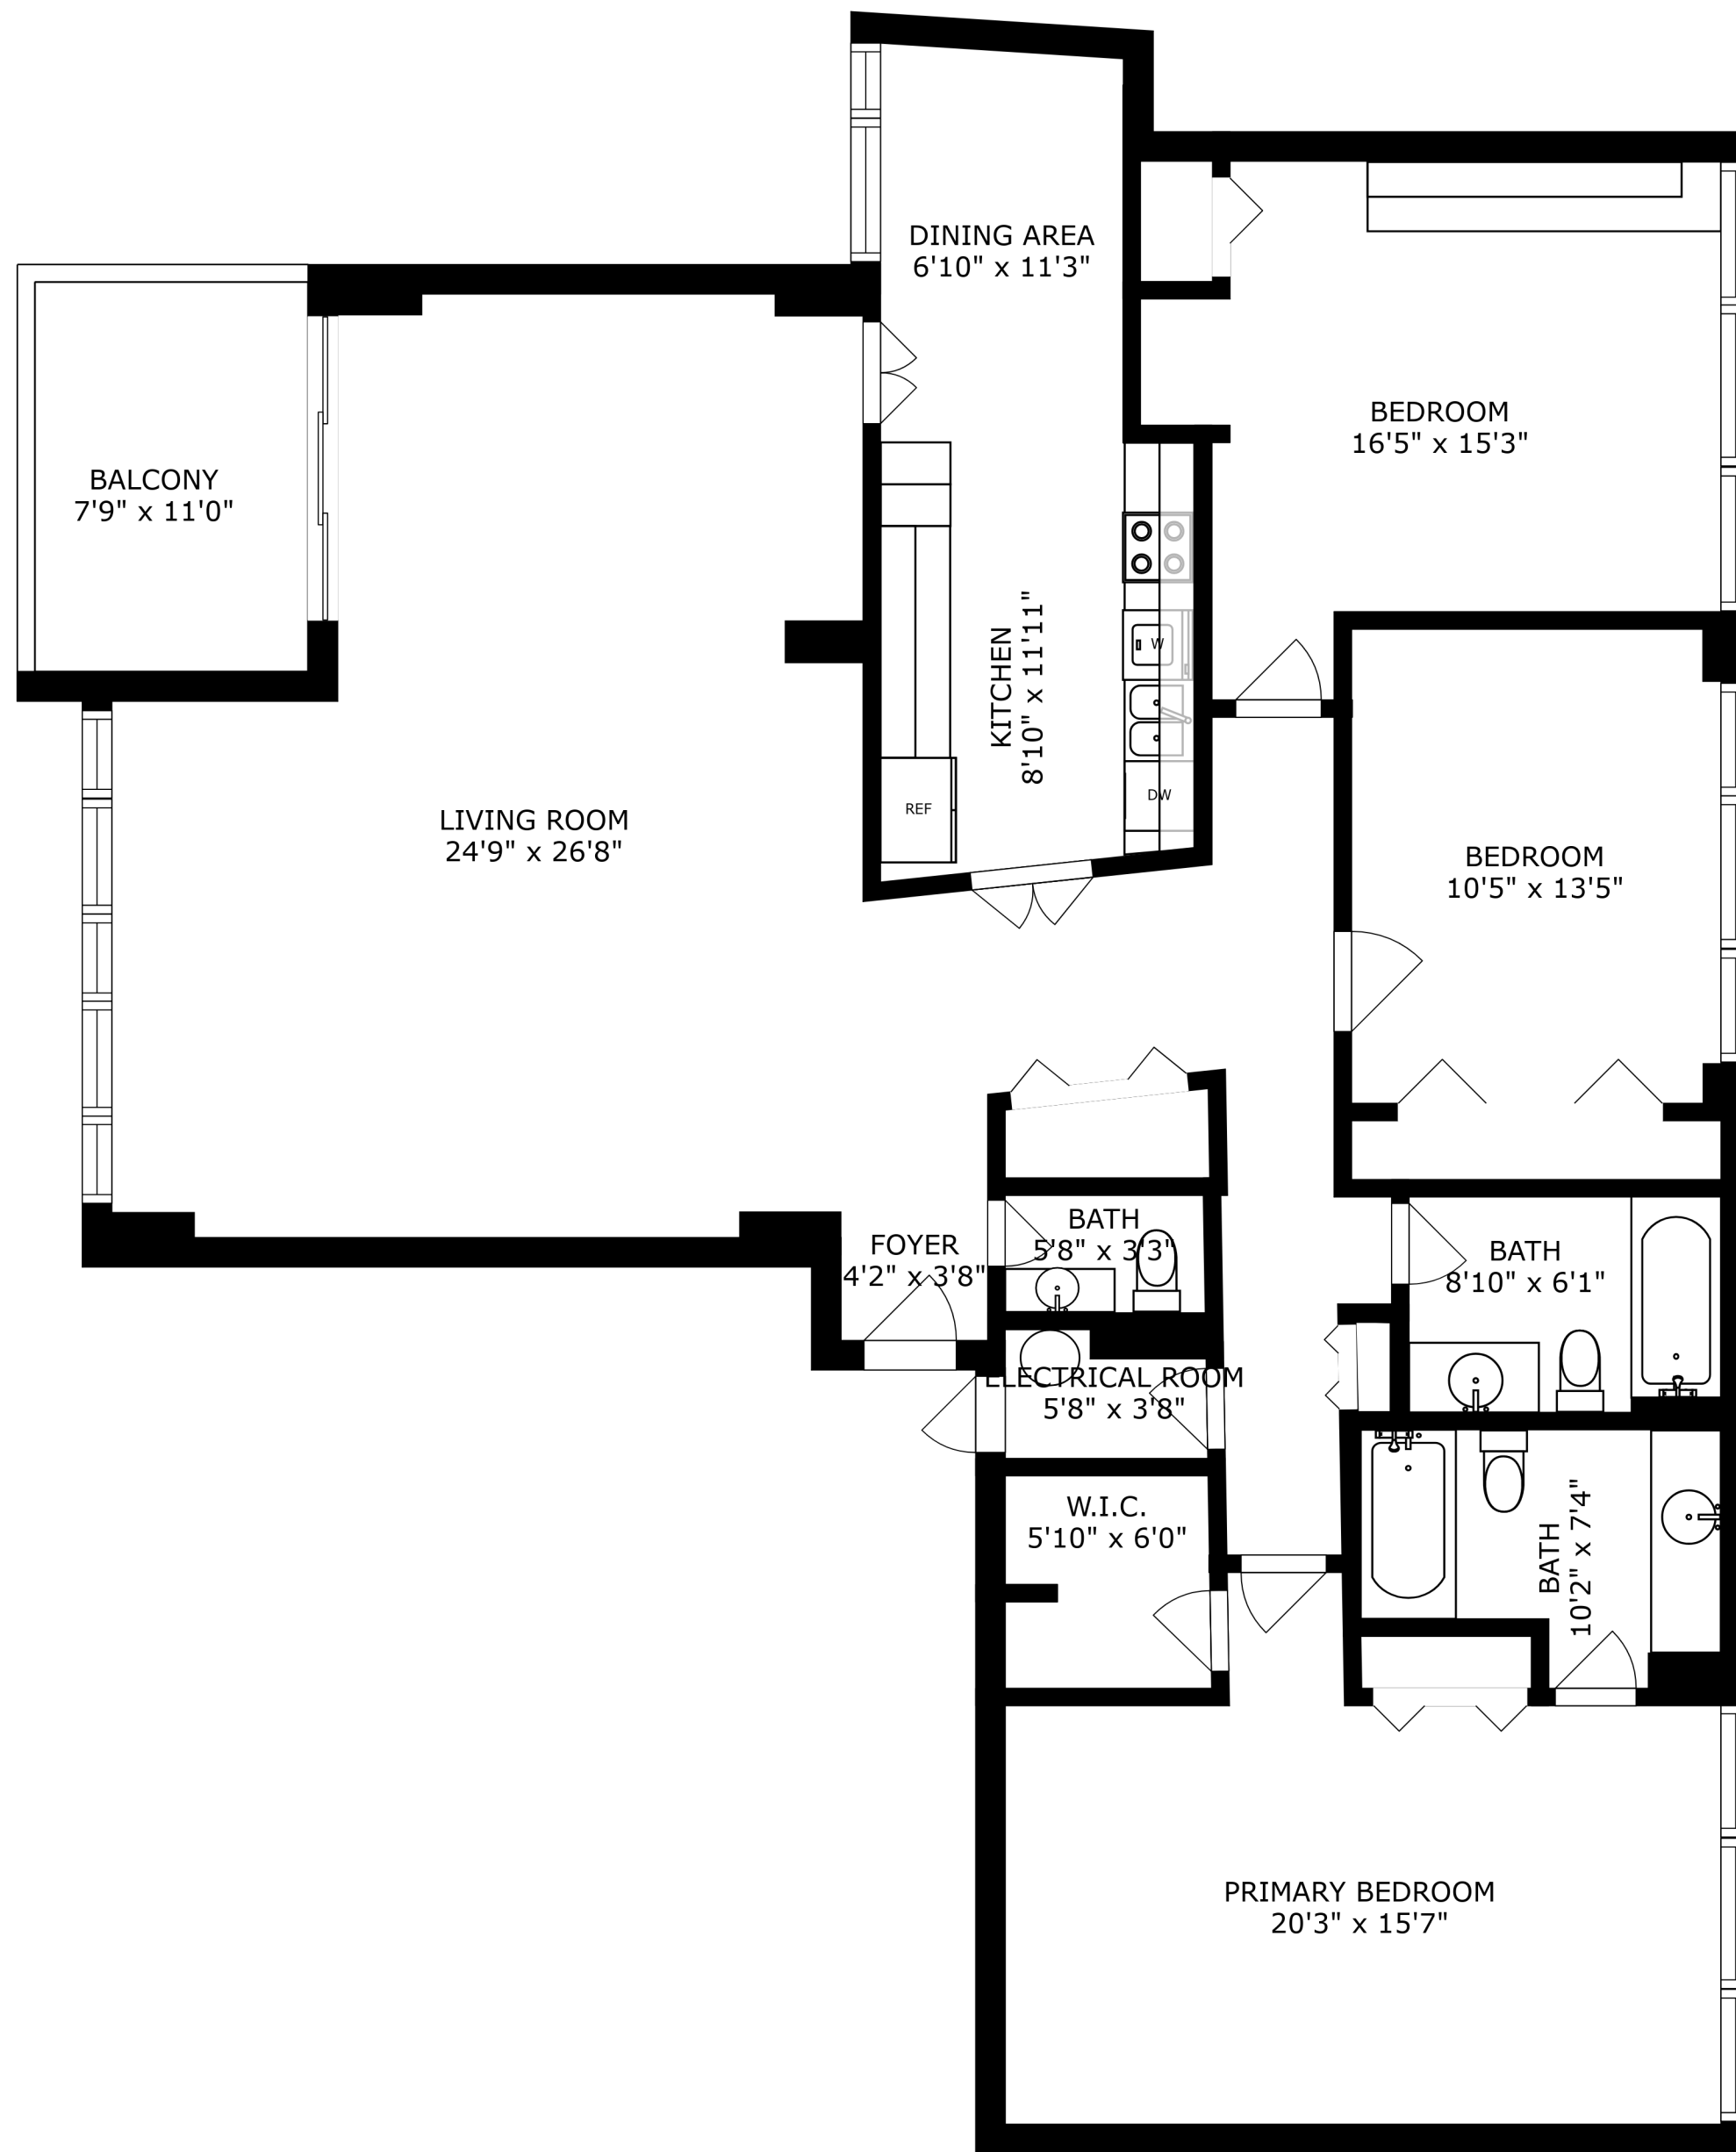 DINING AREA
6'10" x 11'3"
BEDROOM
16'5" x 15'3"
BALCONY
7'9" x 11'0"
KITCHEN
8'10" x 11'11"
W
REF
DW
LIVING ROOM
24'9" x 26'8"
BEDROOM
10'5" x 13'5"
BATH
5'8" x 3'3"
FOYER
4'2" x 3'8"
BATH
8'10" x 6'1"
ELECTRICAL ROOM
5'8" x 3'8"
W.I.C.
5'10" x 6'0"
BATH
10'2" x 7'4"
PRIMARY BEDROOM
20'3" x 15'7"